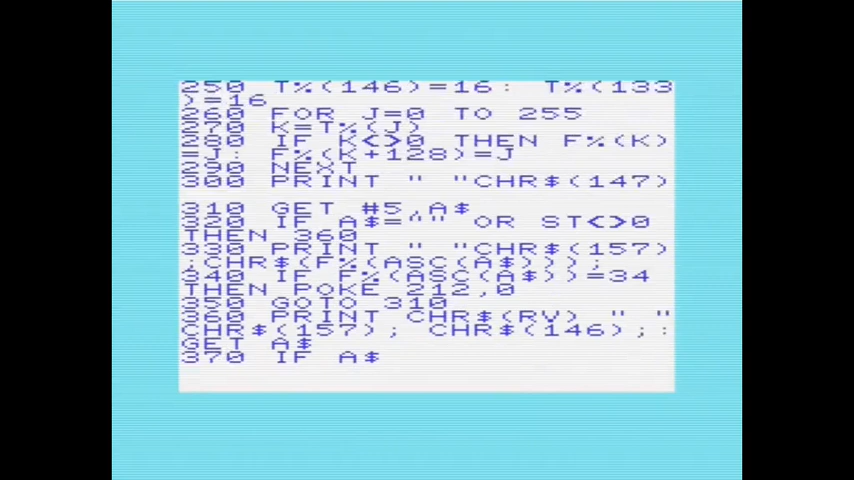 250 T%(146)=16: T%(133
)=16
260 FOR J=0 TO 255
270 K=T%(J)
280 IF K<>0 THEN F%(K)
=J: F%(K+128)=J
290 NEXT
300 PRINT " "CHR$(147)
310 GET #5,A$
320 IF A$="" OR ST<>0
THEN 360
330 PRINT " "CHR$(157)
;CHR$(F%(ASC(A$)));
340 IF F%(ASC(A$))=34
THEN POKE 212,0
350 GOTO 310
360 PRINT CHR$(RV) " "
CHR$(157); CHR$(146);:
GET A$
370 IF A$